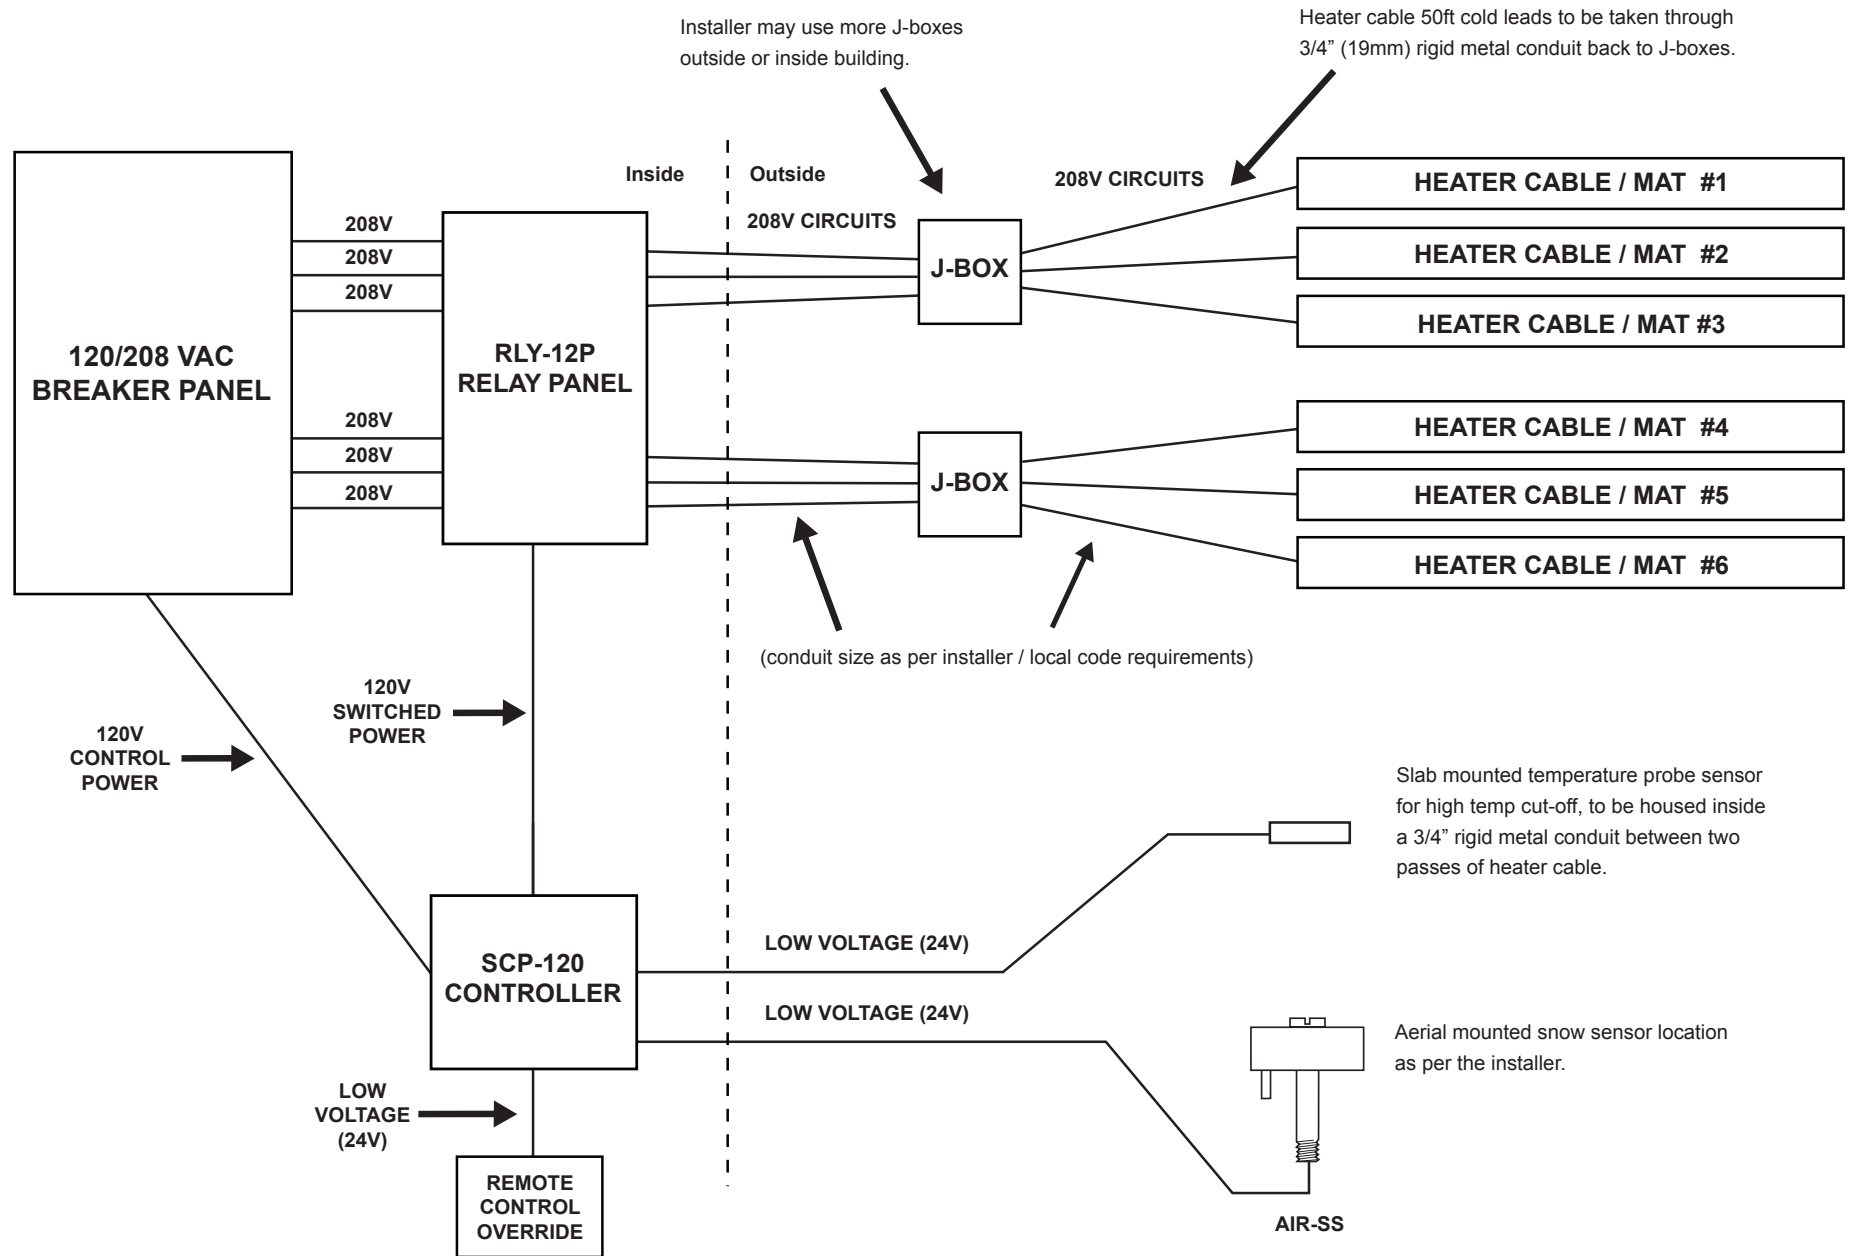 Installer may use more J-boxes
outside or inside building.
Heater cable 50ft cold leads to be taken through
3/4” (19mm) rigid metal conduit back to J-boxes.
Inside
Outside
208V CIRCUITS
208V CIRCUITS
120/208 VAC
BREAKER PANEL
208V
208V
208V
208V
208V
208V
RLY-12P
RELAY PANEL
J-BOX
J-BOX
HEATER CABLE / MAT #1
HEATER CABLE / MAT #2
HEATER CABLE / MAT #3
HEATER CABLE / MAT #4
HEATER CABLE / MAT #5
HEATER CABLE / MAT #6
(conduit size as per installer / local code requirements)
120V
SWITCHED
POWER
120V
CONTROL
POWER
Slab mounted temperature probe sensor
for high temp cut-off, to be housed inside
a 3/4” rigid metal conduit between two
passes of heater cable.
SCP-120
CONTROLLER
LOW VOLTAGE (24V)
LOW VOLTAGE (24V)
Aerial mounted snow sensor location
as per the installer.
LOW
VOLTAGE
(24V)
REMOTE
CONTROL
OVERRIDE
AIR-SS